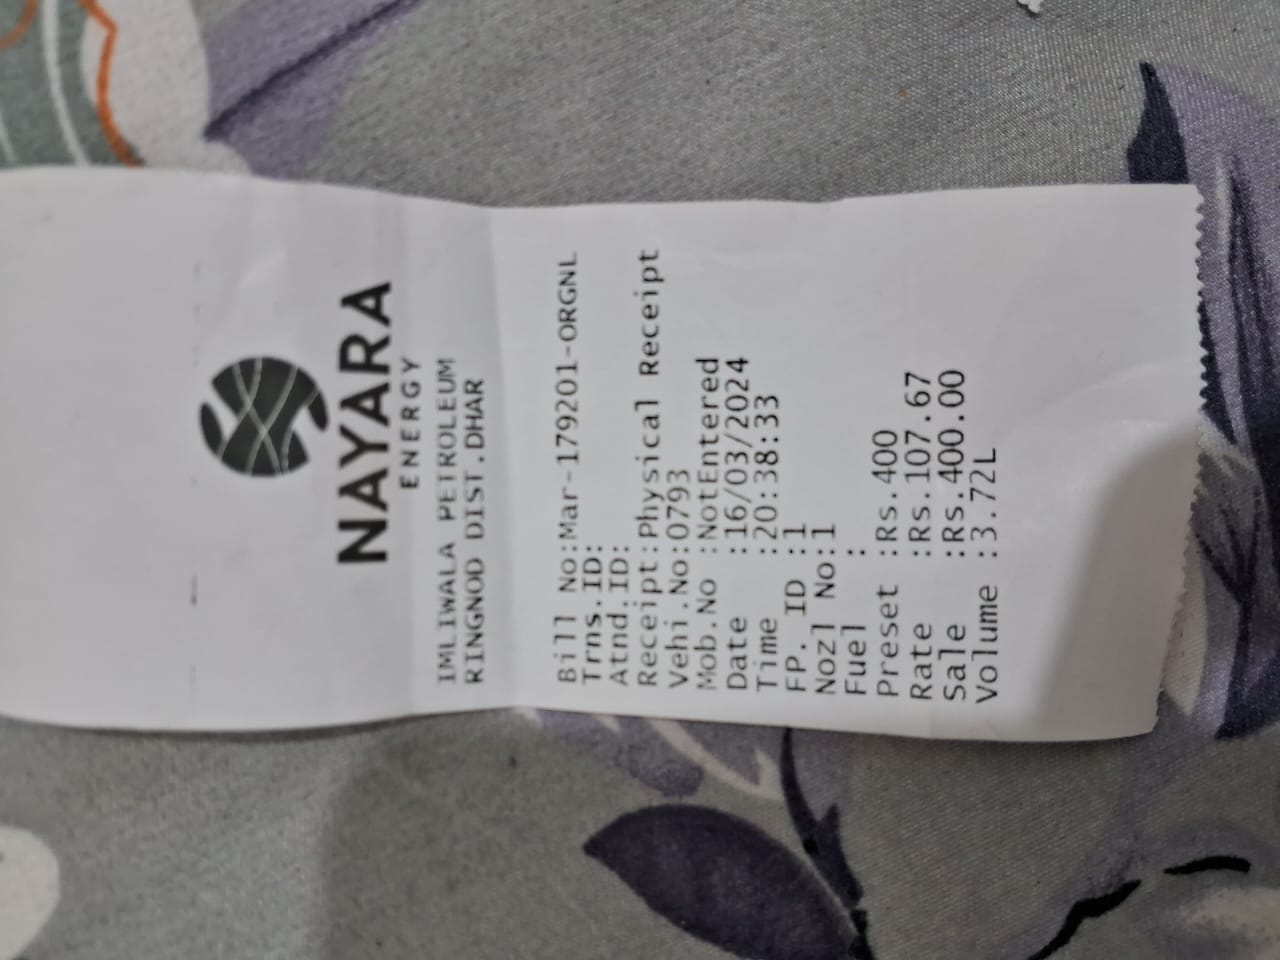 NAYARA
ENERGY
IMLIWALA PETROLEUM
RINGNOD DIST.DHAR
Bill No:Mar-179201-ORGNL
Trns.ID:
Atnd.ID:
Receipt:Physical Receipt
Vehi.No:0793
Mob.No :NotEntered
Date :16/03/2024
Time :20:38:33
FP. ID :1
Nozl No:1
Fuel :
Preset :Rs.400
Rate :Rs.107.67
Sale :Rs.400.00
Volume :3.72L